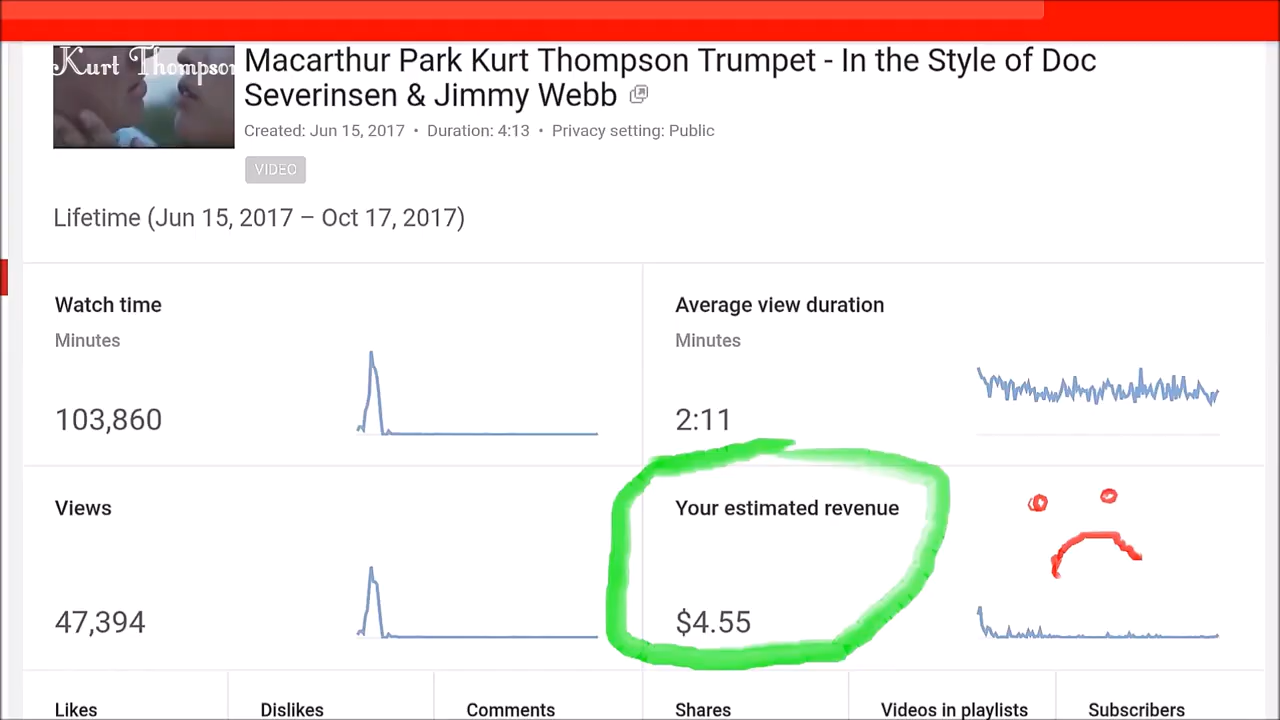 Kurt Thompson
Macarthur Park Kurt Thompson Trumpet - In the Style of Doc
Severinsen & Jimmy Webb
Created: Jun 15, 2017 • Duration: 4:13 • Privacy setting: Public
VIDEO
Lifetime (Jun 15, 2017 – Oct 17, 2017)
Watch time
Minutes
103,860
Average view duration
Minutes
2:11
Views
47,394
Your estimated revenue
$4.55
Likes
Dislikes
Comments
Shares
Videos in playlists
Subscribers